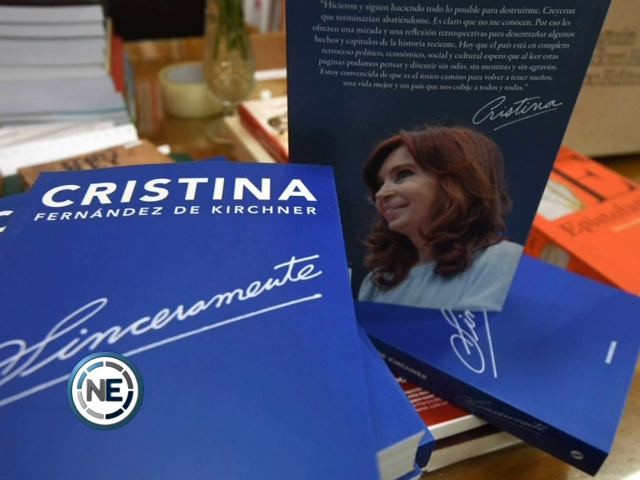 "Hicieron y siguen haciendo todo lo posible para destruirme. Creyeron
que terminarían abatiéndome. Es claro que no me conocen. Por eso les
ofrezco una mirada y una reflexión retrospectivas para desentrañar algunos
hechos y capítulos de la historia reciente. Hoy que el país está en completo
retroceso político, económico, social y cultural espero que al leer estas
páginas podamos pensar y discutir sin odio, sin mentiras y sin agravios.
Estoy convencida de que es el único camino para volver a tener sueños,
una vida mejor y un país que nos cobije a todos y todas."
Cristina
CRISTINA
FERNÁNDEZ DE KIRCHNER
Sinceramente
NE
DE KIRCHNER
Sinceramente